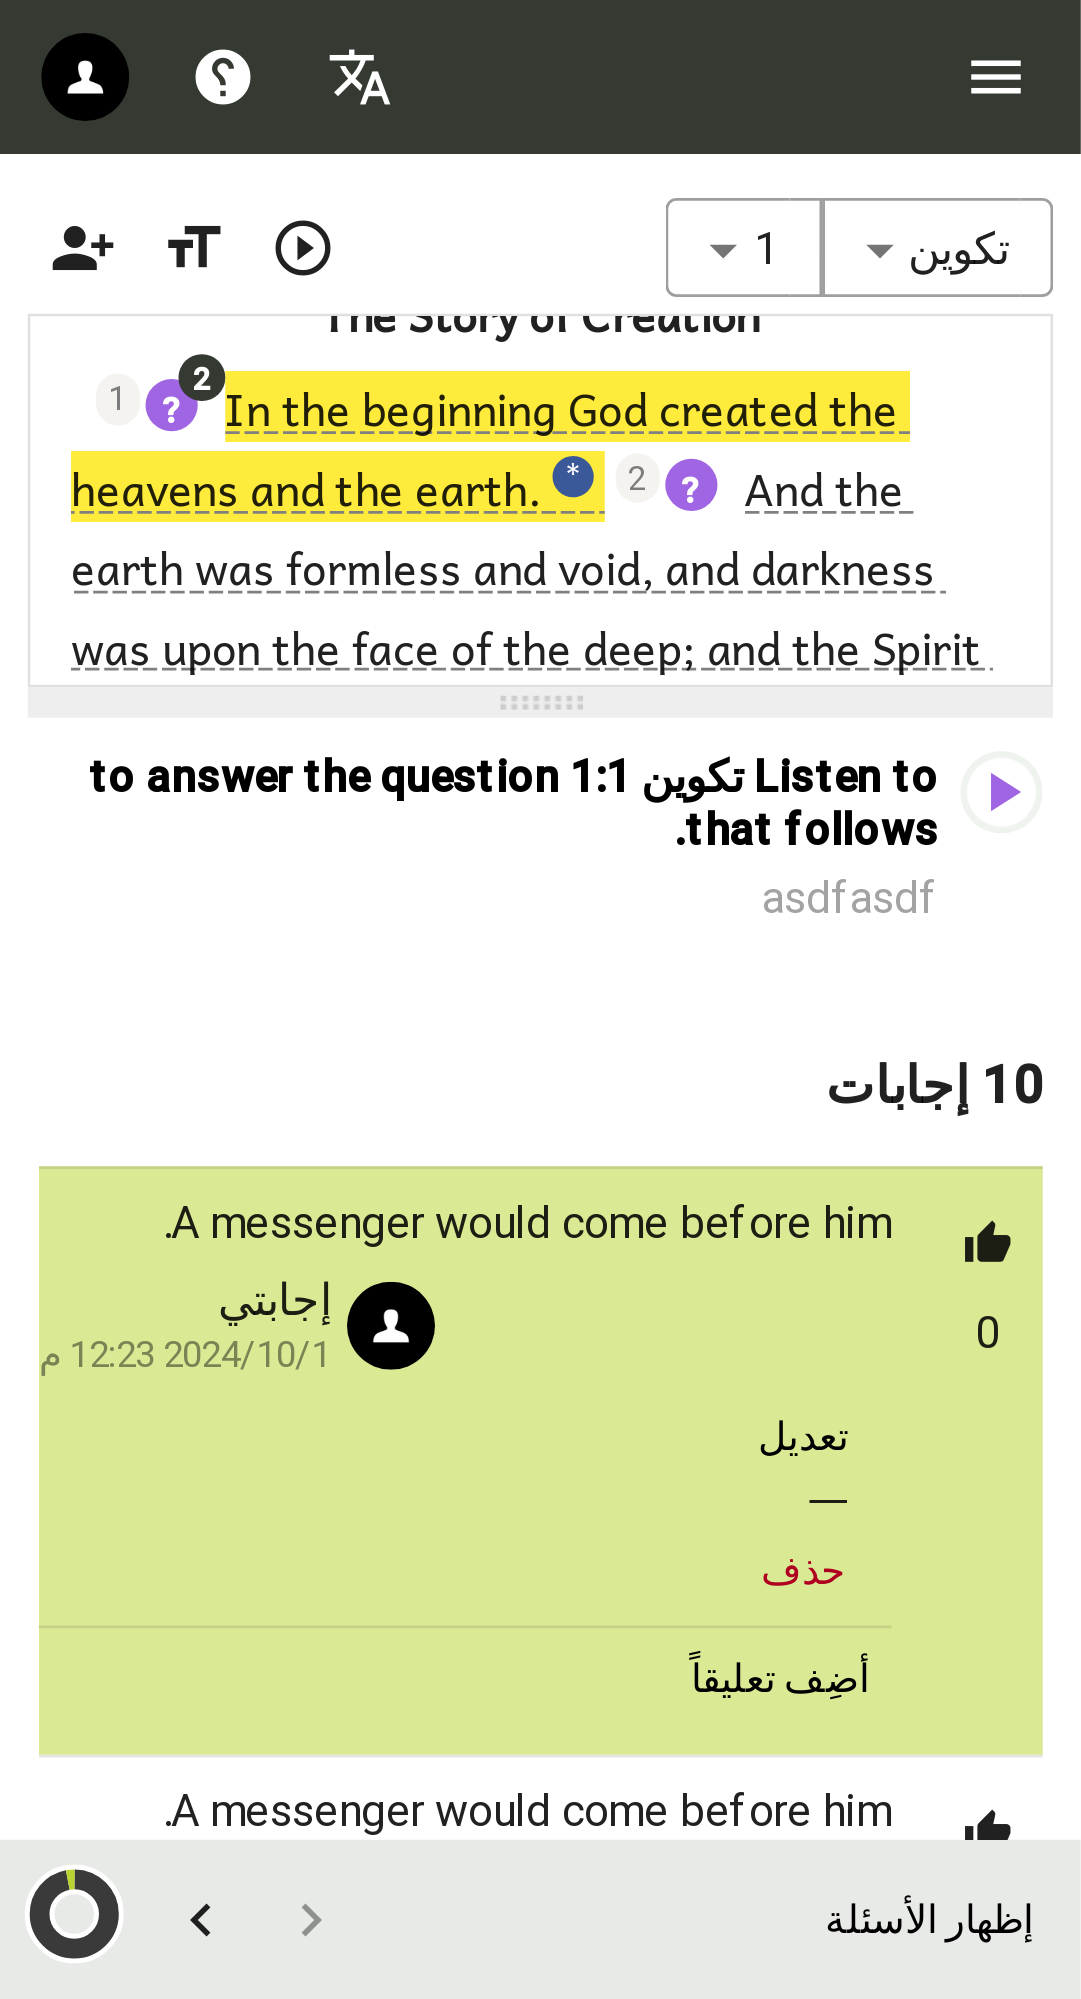 تكوين 1
The Story of Creation
1 ? 2 In the beginning God created the
heavens and the earth. * 2 ? And the
earth was formless and void, and darkness
was upon the face of the deep; and the Spirit
Listen to تكوين 1:1 to answer the question
that follows.
asdfasdf
10 إجابات
A messenger would come before him.
0
إجابتي
2024/10/1 12:23 م
تعديل
—
حذف
أضِف تعليقاً
A messenger would come before him.
إظهار الأسئلة